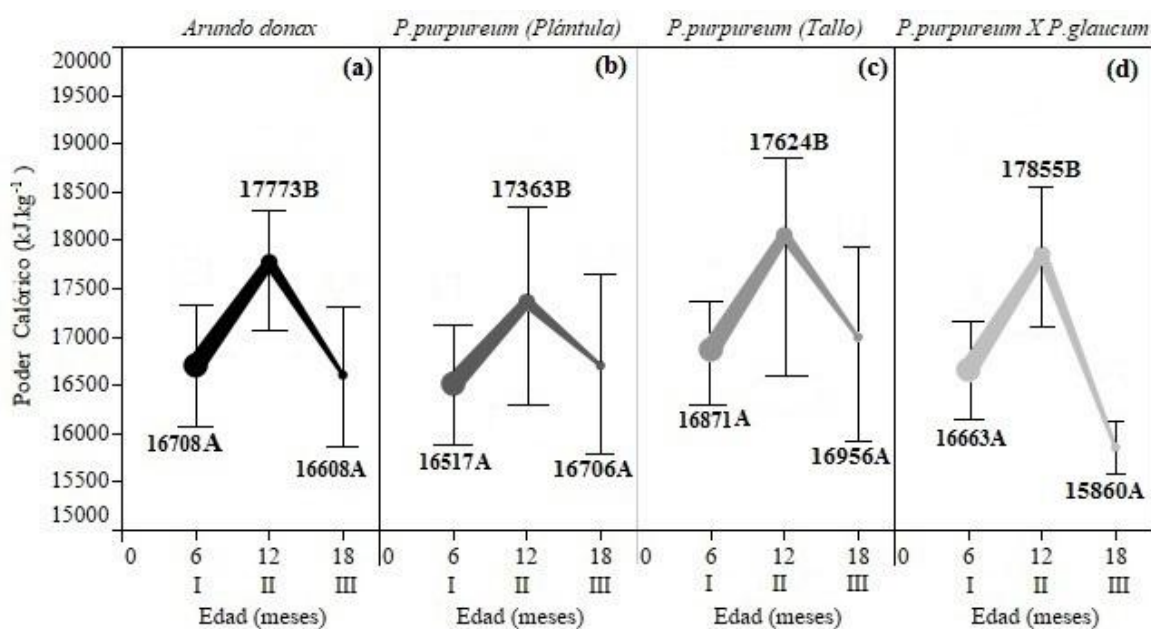 Arundo donax P.purpureum (Plántula) P.purpureum (Tallo) P.purpureum X P.glaucum
(a) (b) (c) (d)
Poder Calórico (kJ.kg-1)
20000
19500
19000
18500
18000
17500
17000
16500
16000
15500
15000
17773B
16708A
16608A
17363B
16517A
16706A
17624B
16871A
16956A
17855B
16663A
15860A
0 6 12 18 0 6 12 18 0 6 12 18 0 6 12 18
I II III I II III I II III I II III
Edad (meses) Edad (meses) Edad (meses) Edad (meses)